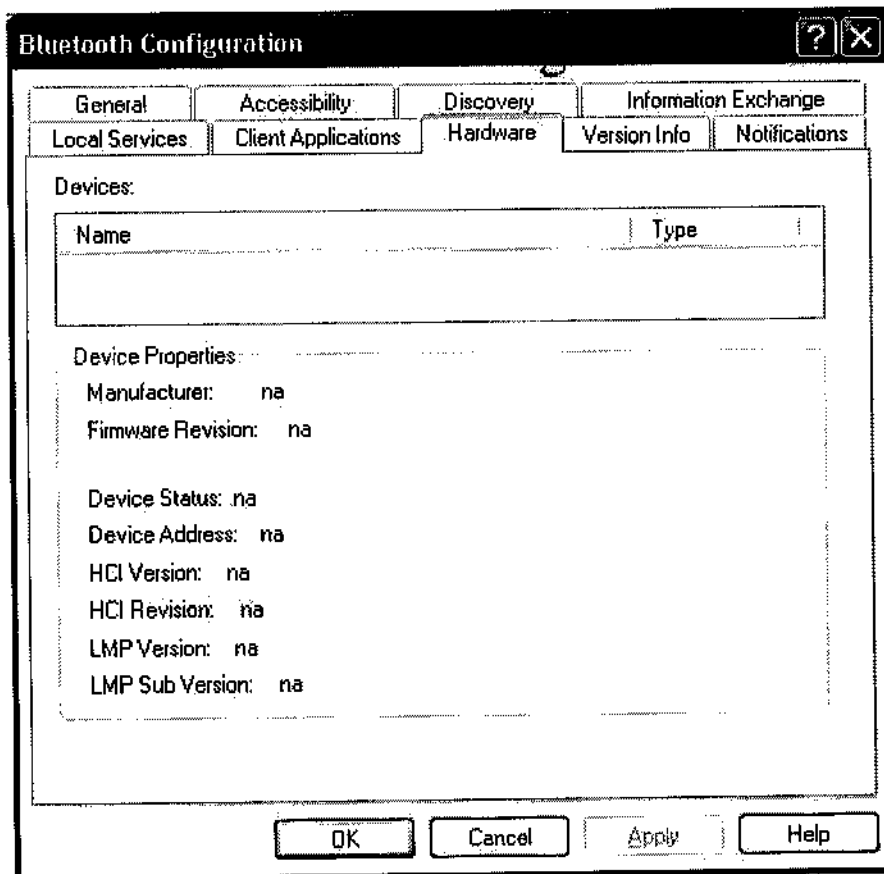 Bluetooth Configuration
General Accessibility Discovery Information Exchange
Local Services Client Applications Hardware Version Info Notifications
Devices:
Name Type
Device Properties
Manufacturer: na
Firmware Revision: na
Device Status: na
Device Address: na
HCI Version: na
HCI Revision: na
LMP Version: na
LMP Sub Version: na
OK Cancel Apply Help